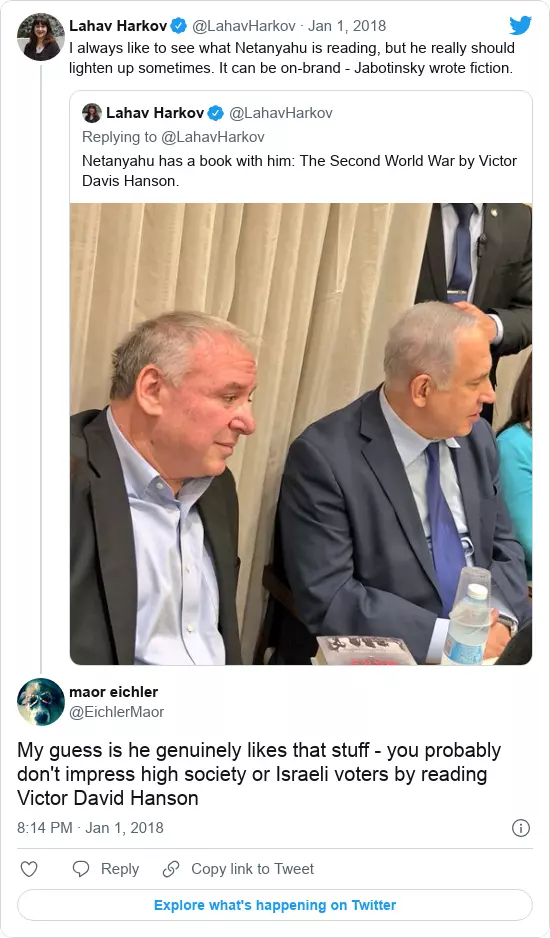 Lahav Harkov @LahavHarkov · Jan 1, 2018
I always like to see what Netanyahu is reading, but he really should
lighten up sometimes. It can be on-brand - Jabotinsky wrote fiction.
Lahav Harkov @LahavHarkov
Replying to @LahavHarkov
Netanyahu has a book with him: The Second World War by Victor
Davis Hanson.
maor eichler
@EichlerMaor
My guess is he genuinely likes that stuff - you probably
don't impress high society or Israeli voters by reading
Victor David Hanson
8:14 PM · Jan 1, 2018
Reply
Copy link to Tweet
Explore what's happening on Twitter